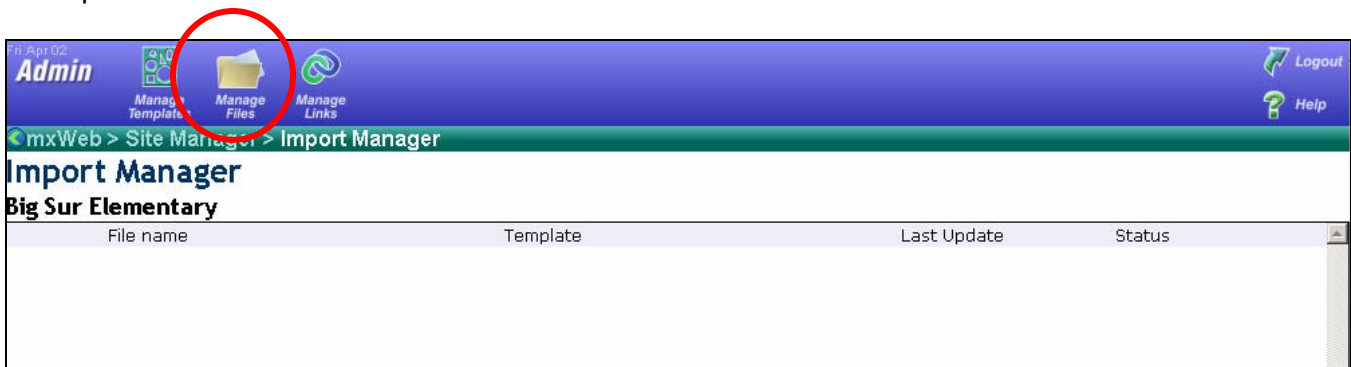 Fri Apr 02
Admin
Manage Templates
Manage Files
Manage Links
Logout
Help
mxWeb > Site Manager > Import Manager
Import Manager
Big Sur Elementary
File name Template Last Update Status